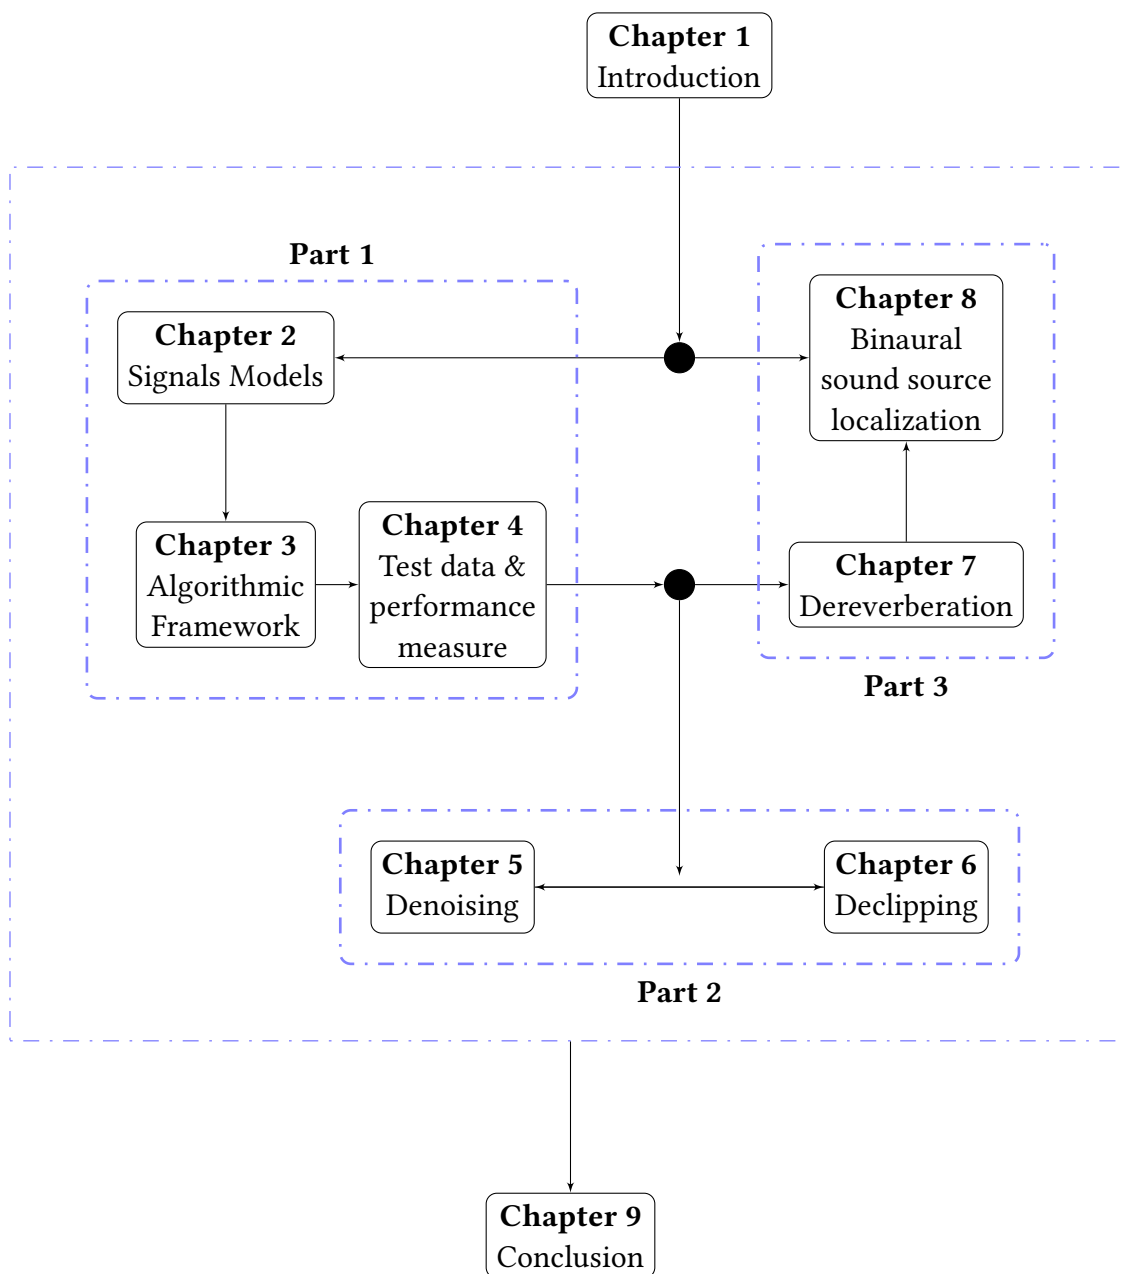 Chapter 1
Introduction
Part 1
Chapter 2
Signals Models
Chapter 3
Algorithmic
Framework
Chapter 4
Test data &
performance
measure
Chapter 8
Binaural
sound source
localization
Chapter 7
Dereverberation
Part 3
Chapter 5
Denoising
Chapter 6
Declipping
Part 2
Chapter 9
Conclusion